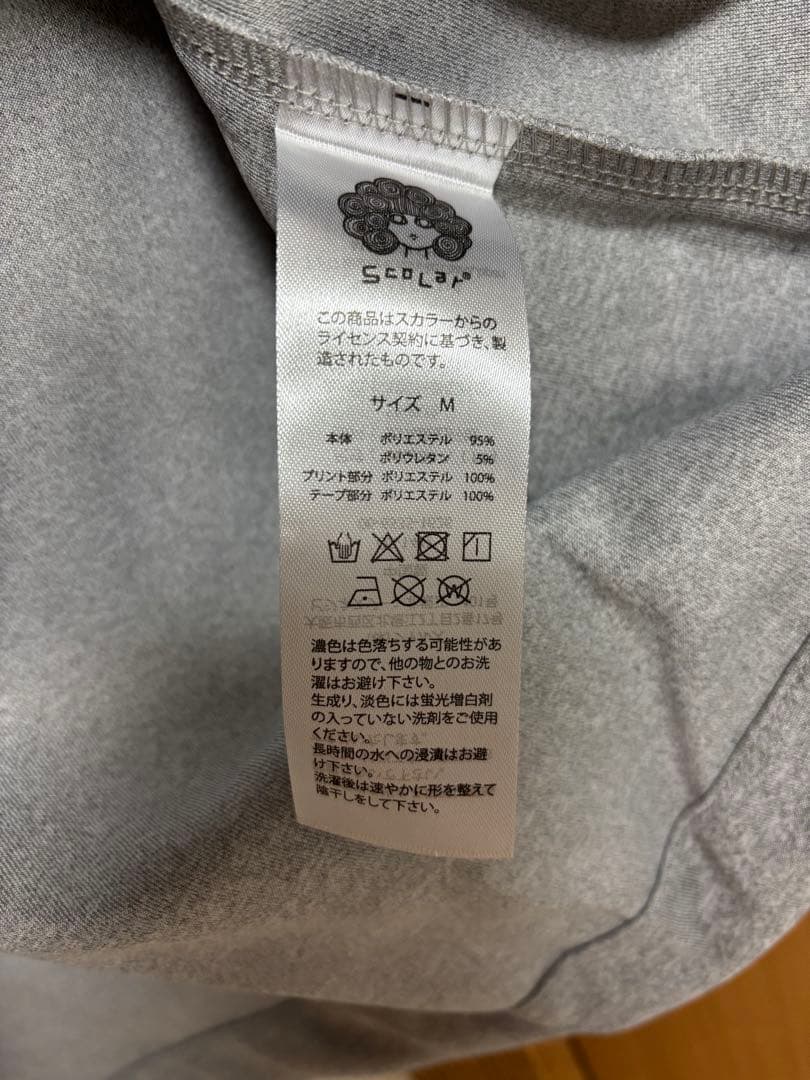 ScoLar®
この商品はスカラーからの
ライセンス契約に基づき、製
造されたものです。
サイズ M
本体 ポリエステル 95%
ポリウレタン 5%
プリント部分 ポリエステル 100%
テープ部分 ポリエステル 100%
W
濃色は色落ちする可能性があ
りますので、他の物とのお洗
濯はお避け下さい。
生成り、淡色には蛍光増白剤
の入っていない洗剤をご使用
ください。
長時間の水への浸漬はお避
け下さい。
洗濯後は速やかに形を整えて
陰干しをして下さい。